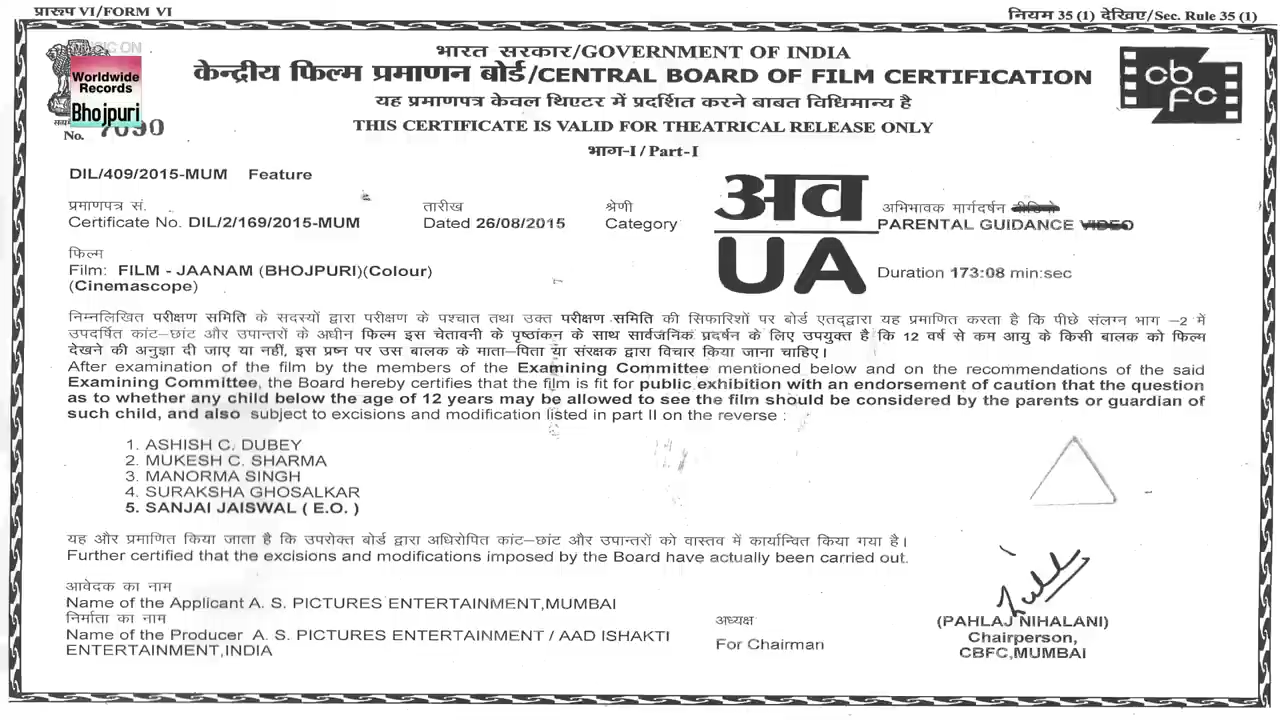 प्रारूप VI/FORM VI
नियम 35 (1) देखिए/Sec. Rule 35 (1)
भारत सरकार/GOVERNMENT OF INDIA
केन्द्रीय फिल्म प्रमाणन बोर्ड/CENTRAL BOARD OF FILM CERTIFICATION
यह प्रमाणपत्र केवल थिएटर में प्रदर्शित करने बाबत विधिमान्य है
THIS CERTIFICATE IS VALID FOR THEATRICAL RELEASE ONLY
भाग-I / Part-I
Worldwide
Records
Bhojpuri
No. 7090
cb
fc
DIL/409/2015-MUM Feature
प्रमाणपत्र सं. तारीख श्रेणी
Certificate No. DIL/2/169/2015-MUM Dated 26/08/2015 Category
अव
UA
अभिभावक मार्गदर्शन वीडियो
PARENTAL GUIDANCE VIDEO
फिल्म
Film: FILM - JAANAM (BHOJPURI)(Colour)
(Cinemascope)
Duration 173:08 min:sec
निम्नलिखित परीक्षण समिति के सदस्यों द्वारा परीक्षण के पश्चात तथा उक्त परीक्षण समिति की सिफारिशों पर बोर्ड एतद्द्वारा यह प्रमाणित करता है कि पीछे संलग्न भाग -2 में
उपदर्षित कांट-छांट और उपान्तरों के अधीन फिल्म इस चेतावनी के पृष्ठांकन के साथ सार्वजनिक प्रदर्षन के लिए उपयुक्त है कि 12 वर्ष से कम आयु के किसी बालक को फिल्म
देखने की अनुज्ञा दी जाए या नहीं, इस प्रष्न पर उस बालक के माता-पिता या संरक्षक द्वारा विचार किया जाना चाहिए।
After examination of the film by the members of the Examining Committee mentioned below and on the recommendations of the said
Examining Committee, the Board hereby certifies that the film is fit for public exhibition with an endorsement of caution that the question
as to whether any child below the age of 12 years may be allowed to see the film should be considered by the parents or guardian of
such child, and also subject to excisions and modification listed in part II on the reverse :
1. ASHISH C. DUBEY
2. MUKESH C. SHARMA
3. MANORMA SINGH
4. SURAKSHA GHOSALKAR
5. SANJAI JAISWAL ( E.O. )
यह और प्रमाणित किया जाता है कि उपरोक्त बोर्ड द्वारा अधिरोपित कांट-छांट और उपान्तरों को वास्तव में कार्यान्वित किया गया है।
Further certified that the excisions and modifications imposed by the Board have actually been carried out.
आवेदक का नाम
Name of the Applicant A. S. PICTURES ENTERTAINMENT,MUMBAI
निर्माता का नाम
Name of the Producer A. S. PICTURES ENTERTAINMENT / AAD ISHAKTI
ENTERTAINMENT,INDIA
अध्यक्ष
For Chairman
(PAHLAJ NIHALANI)
Chairperson,
CBFC,MUMBAI